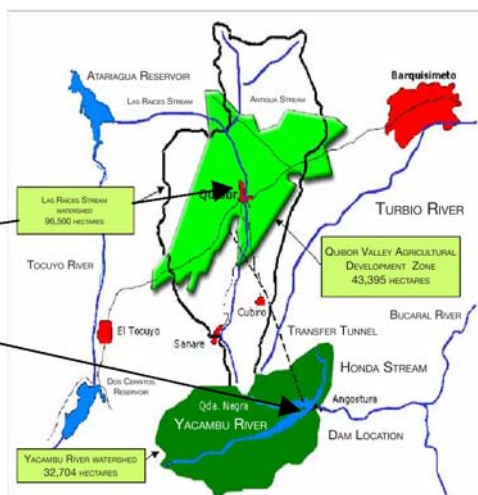 ATARIAGUA RESERVOIR
LAS RAICES STREAM
ANTIGUA STREAM
Barquisimeto
LAS RAÍCES STREAM
WATERSHED
96,500 HECTARES
Quibor
TURBIO RIVER
QUIBOR VALLEY AGRICULTURAL
DEVELOPMENT ZONE
43,395 HECTARES
TOCUYO RIVER
BUCARAL RIVER
Cubiro
El Tocuyo
Sanare
TRANSFER TUNNEL
HONDA STREAM
DOS CERRITOS
RESERVOIR
Qda. Negra
Angostura
YACAMBU RIVER
DAM LOCATION
YACAMBU RIVER WATERSHED
32,704 HECTARES